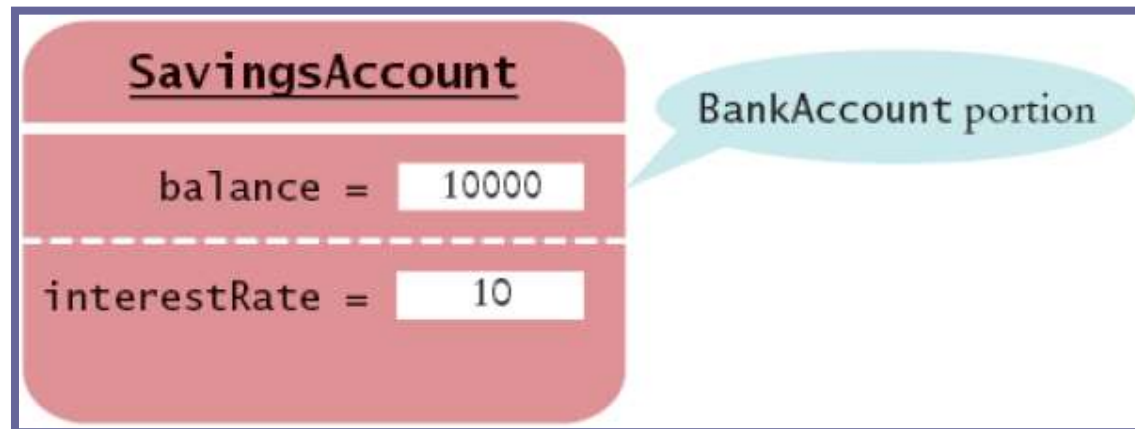 SavingsAccount
BankAccount portion
balance = 10000
interestRate = 10